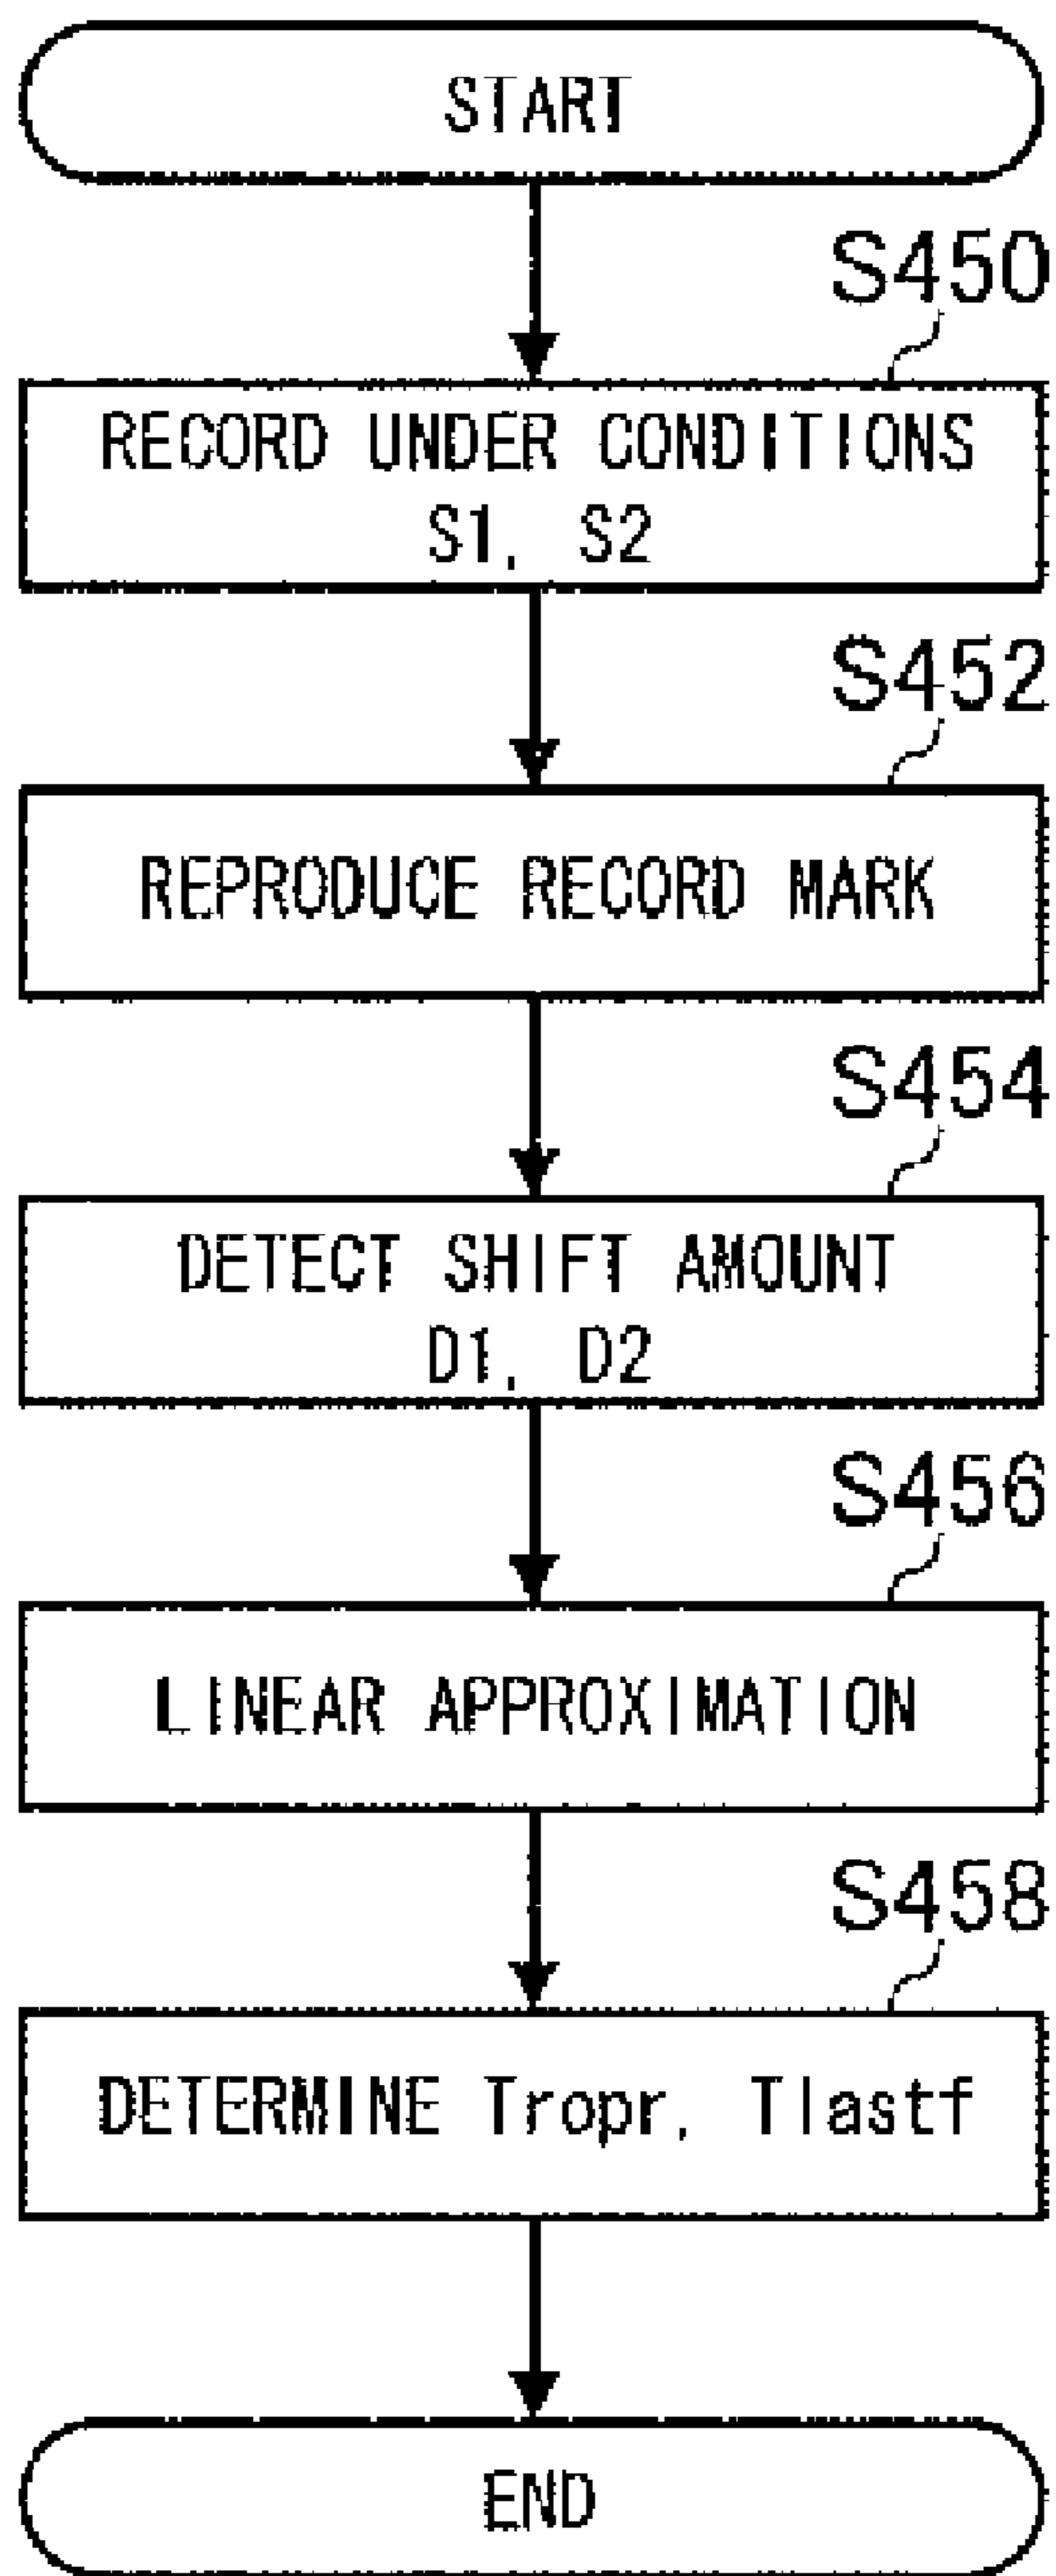 START
S450
RECORD UNDER CONDITIONS
S1, S2
S452
REPRODUCE RECORD MARK
S454
DETECT SHIFT AMOUNT
D1, D2
S456
LINEAR APPROXIMATION
S458
DETERMINE Tropr, Tlastf
END